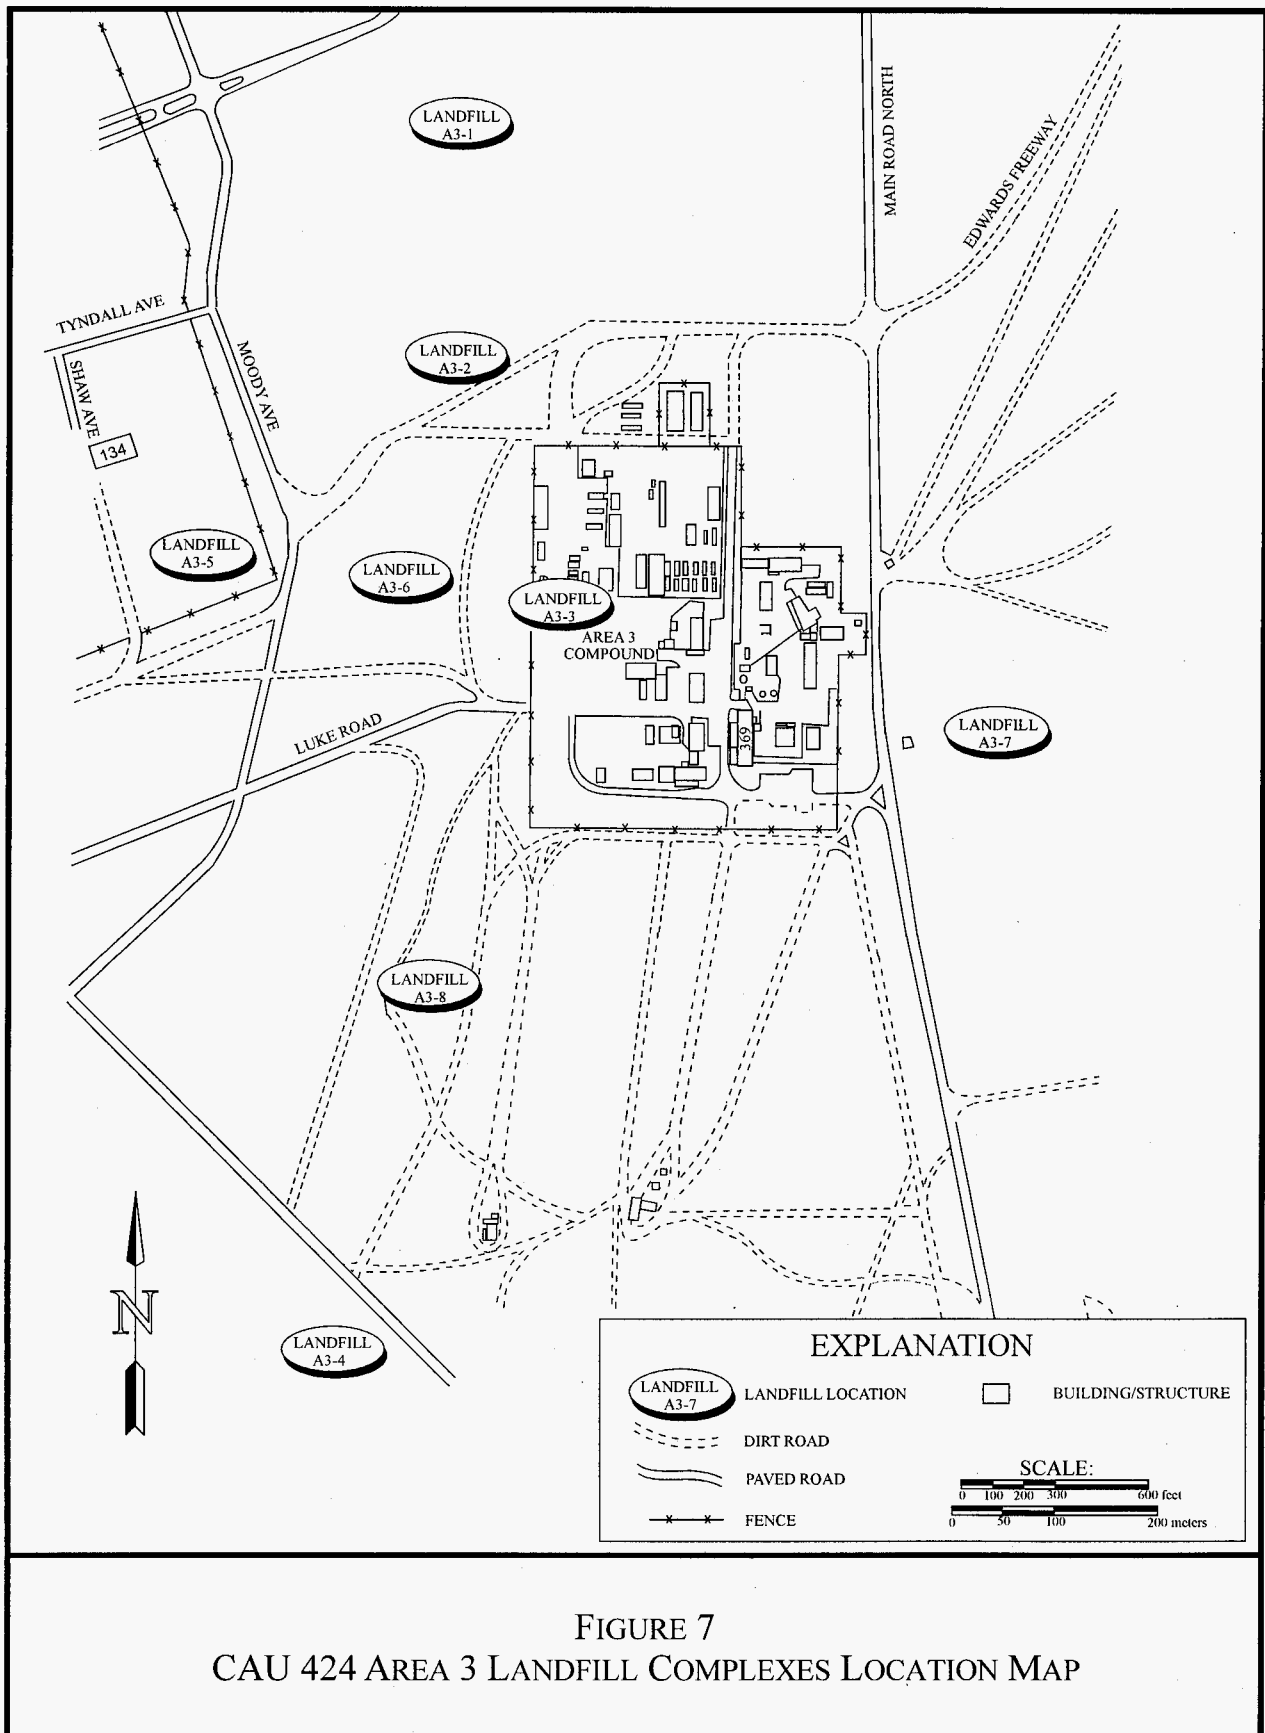 LANDFILL
A3-1
MAIN ROAD NORTH
EDWARDS FREEWAY
TYNDALL AVE
SHAW AVE
MOODY AVE
134
LANDFILL
A3-2
LANDFILL
A3-5
LANDFILL
A3-6
LANDFILL
A3-3
AREA 3
COMPOUND
LUKE ROAD
369
LANDFILL
A3-7
LANDFILL
A3-8
N
LANDFILL
A3-4
EXPLANATION
LANDFILL
A3-7
LANDFILL LOCATION
BUILDING/STRUCTURE
DIRT ROAD
PAVED ROAD
FENCE
SCALE:
0 100 200 300 600 feet
0 50 100 200 meters
FIGURE 7
CAU 424 AREA 3 LANDFILL COMPLEXES LOCATION MAP